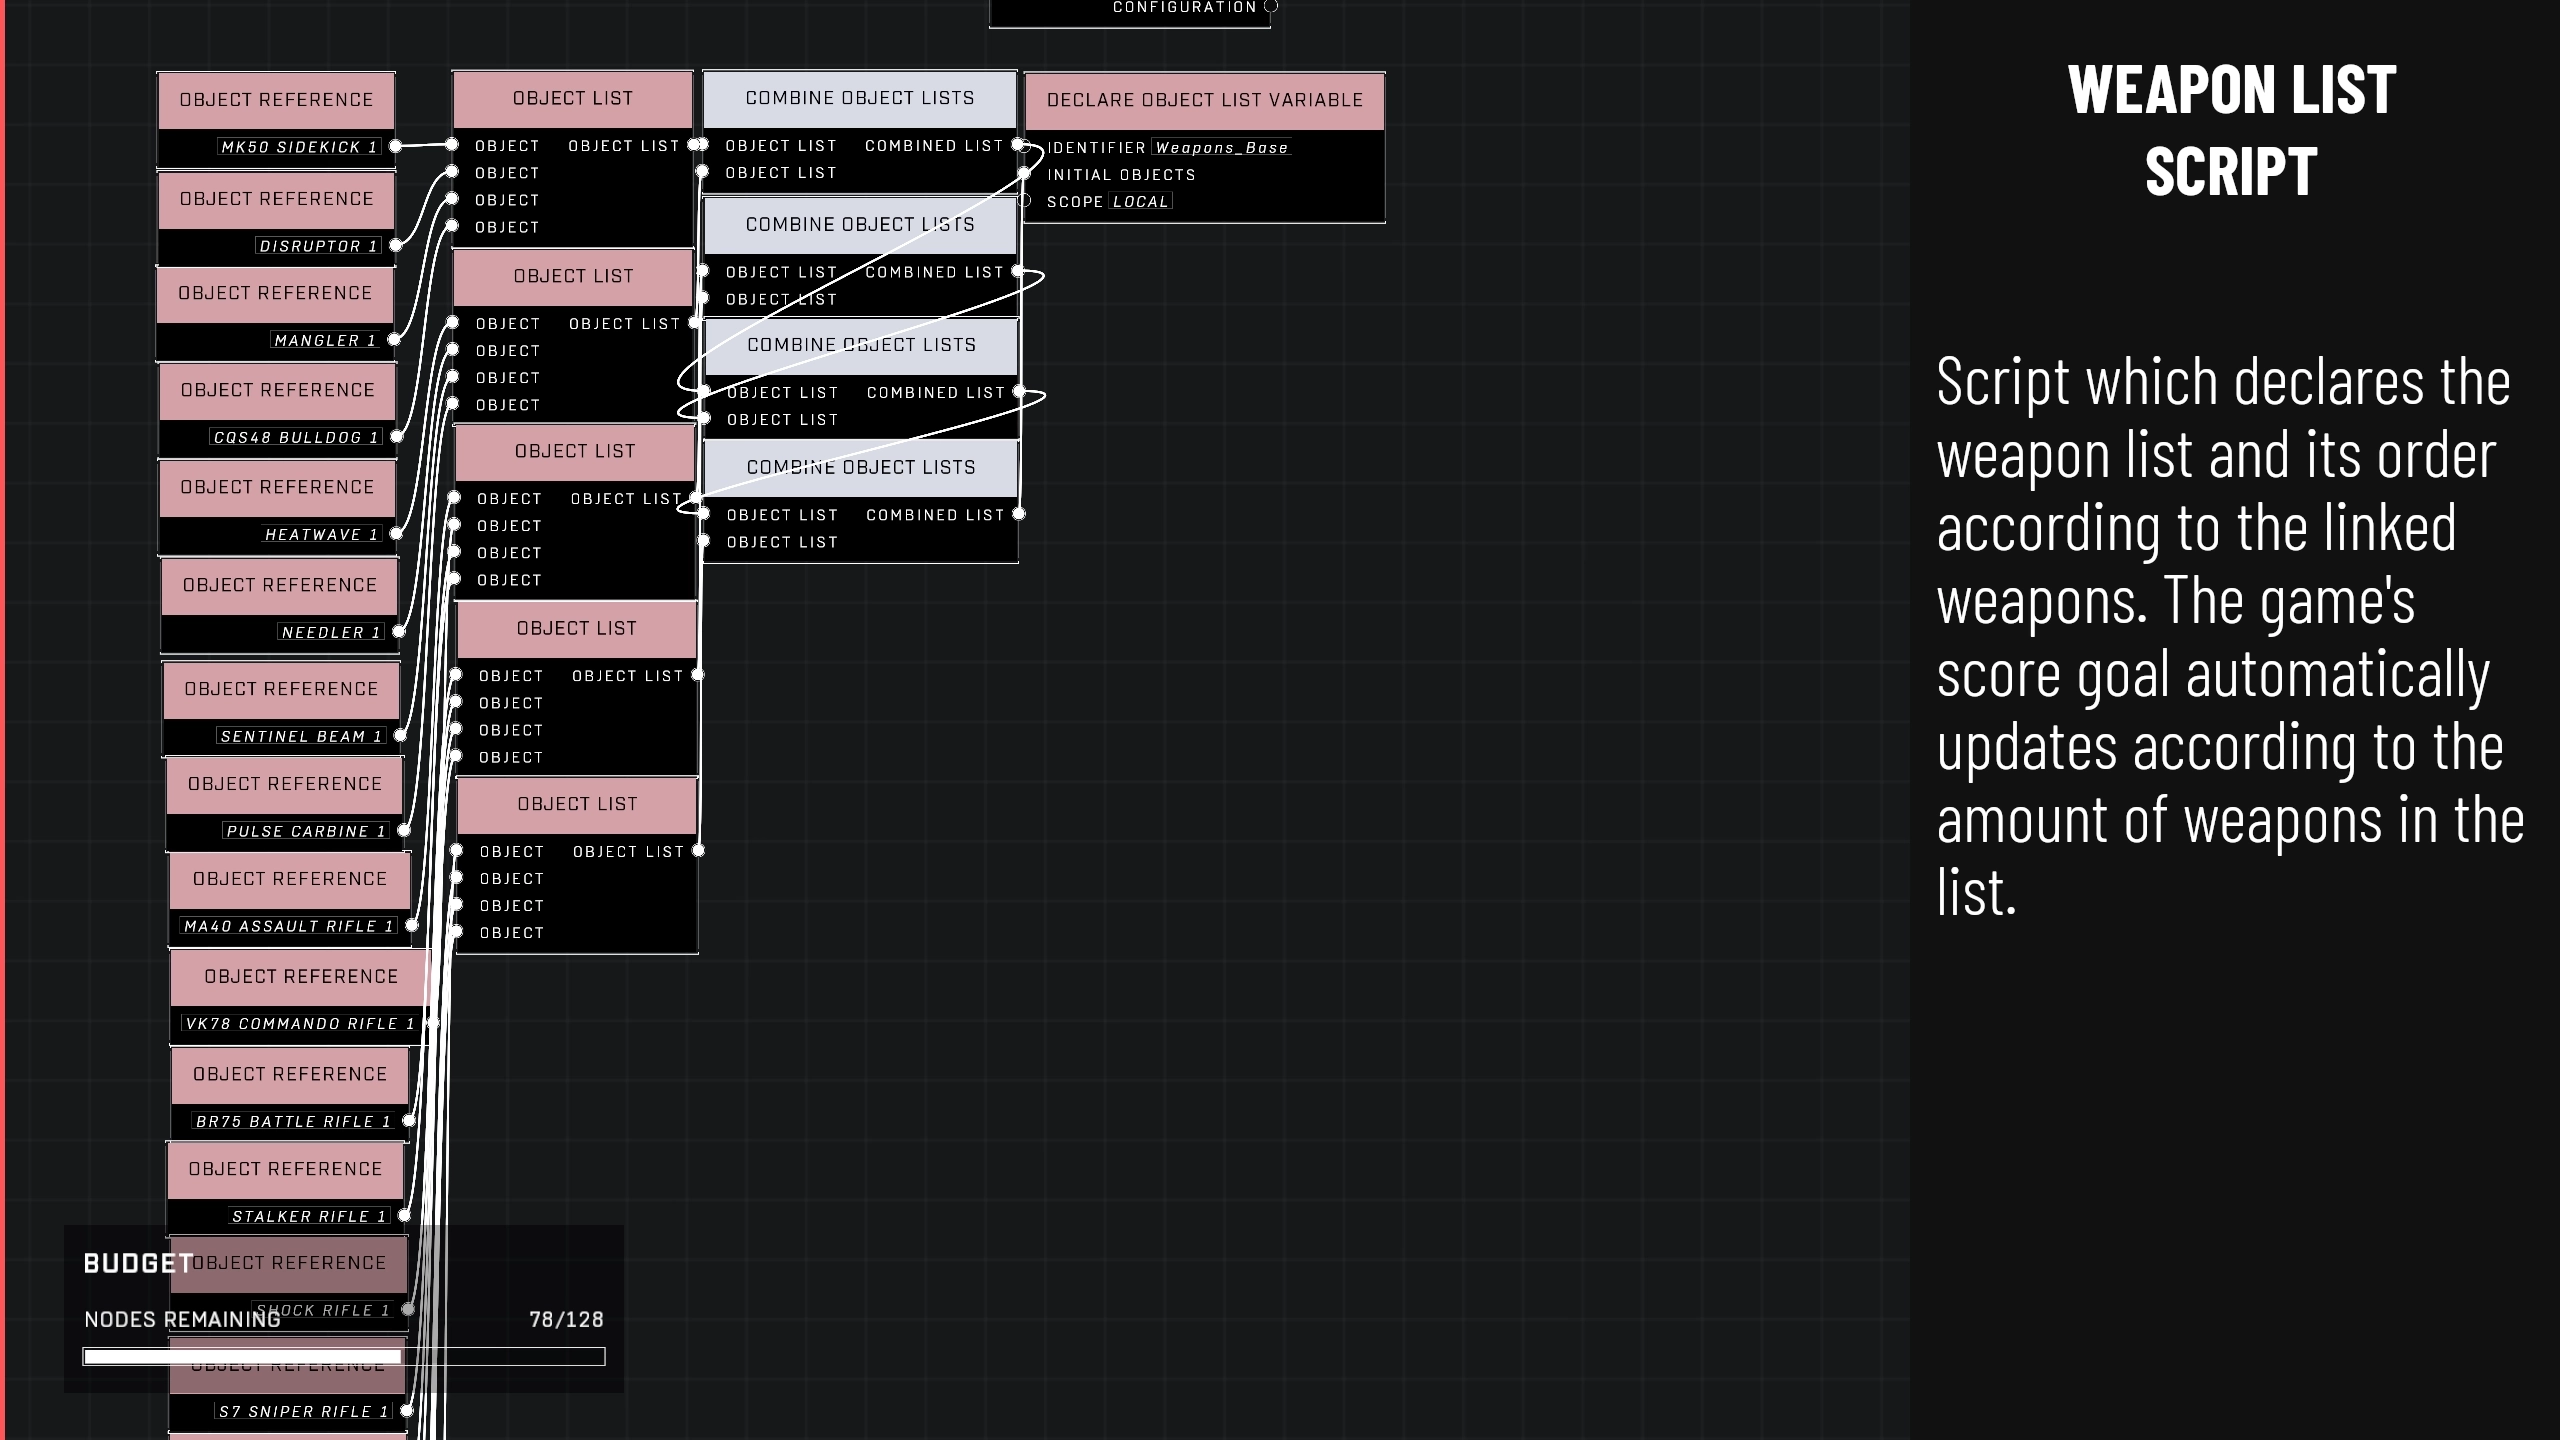 CONFIGURATION
OBJECT REFERENCE
MK50 SIDEKICK 1
OBJECT REFERENCE
DISRUPTOR 1
OBJECT REFERENCE
MANGLER 1
OBJECT REFERENCE
CQS48 BULLDOG 1
OBJECT REFERENCE
HEATWAVE 1
OBJECT REFERENCE
NEEDLER 1
OBJECT REFERENCE
SENTINEL BEAM 1
OBJECT REFERENCE
PULSE CARBINE 1
OBJECT REFERENCE
MA40 ASSAULT RIFLE 1
OBJECT REFERENCE
VK78 COMMANDO RIFLE 1
OBJECT REFERENCE
BR75 BATTLE RIFLE 1
OBJECT REFERENCE
STALKER RIFLE 1
OBJECT REFERENCE
SHOCK RIFLE 1
OBJECT REFERENCE
S7 SNIPER RIFLE 1
OBJECT LIST
OBJECT OBJECT LIST
OBJECT
OBJECT
OBJECT
OBJECT LIST
OBJECT OBJECT LIST
OBJECT
OBJECT
OBJECT
OBJECT LIST
OBJECT OBJECT LIST
OBJECT
OBJECT
OBJECT
OBJECT LIST
OBJECT OBJECT LIST
OBJECT
OBJECT
OBJECT
OBJECT LIST
OBJECT OBJECT LIST
OBJECT
OBJECT
OBJECT
COMBINE OBJECT LISTS
OBJECT LIST COMBINED LIST
OBJECT LIST
COMBINE OBJECT LISTS
OBJECT LIST COMBINED LIST
OBJECT LIST
COMBINE OBJECT LISTS
OBJECT LIST COMBINED LIST
OBJECT LIST
COMBINE OBJECT LISTS
OBJECT LIST COMBINED LIST
OBJECT LIST
DECLARE OBJECT LIST VARIABLE
IDENTIFIER Weapons_Base
INITIAL OBJECTS
SCOPE LOCAL
BUDGET
NODES REMAINING 78/128
WEAPON LIST
SCRIPT
Script which declares the
weapon list and its order
according to the linked
weapons. The game's
score goal automatically
updates according to the
amount of weapons in the
list.